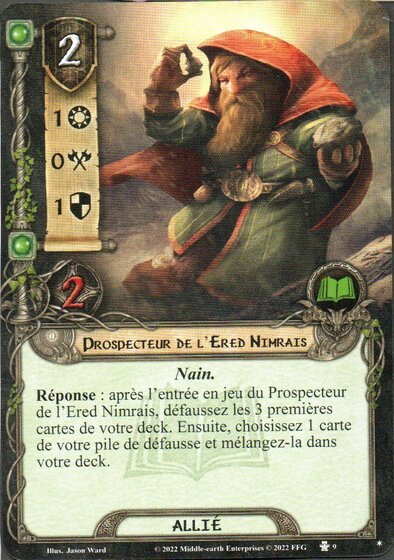 2
1
0
1
2
Prospecteur de l'Ered Nimrais
Nain.
Réponse : après l'entrée en jeu du Prospecteur
de l'Ered Nimrais, défaussez les 3 premières
cartes de votre deck. Ensuite, choisissez 1 carte
de votre pile de défausse et mélangez-la dans
votre deck.
Allié
Illus. Jason Ward © 2022 Middle-earth Enterprises © 2022 FFG 9